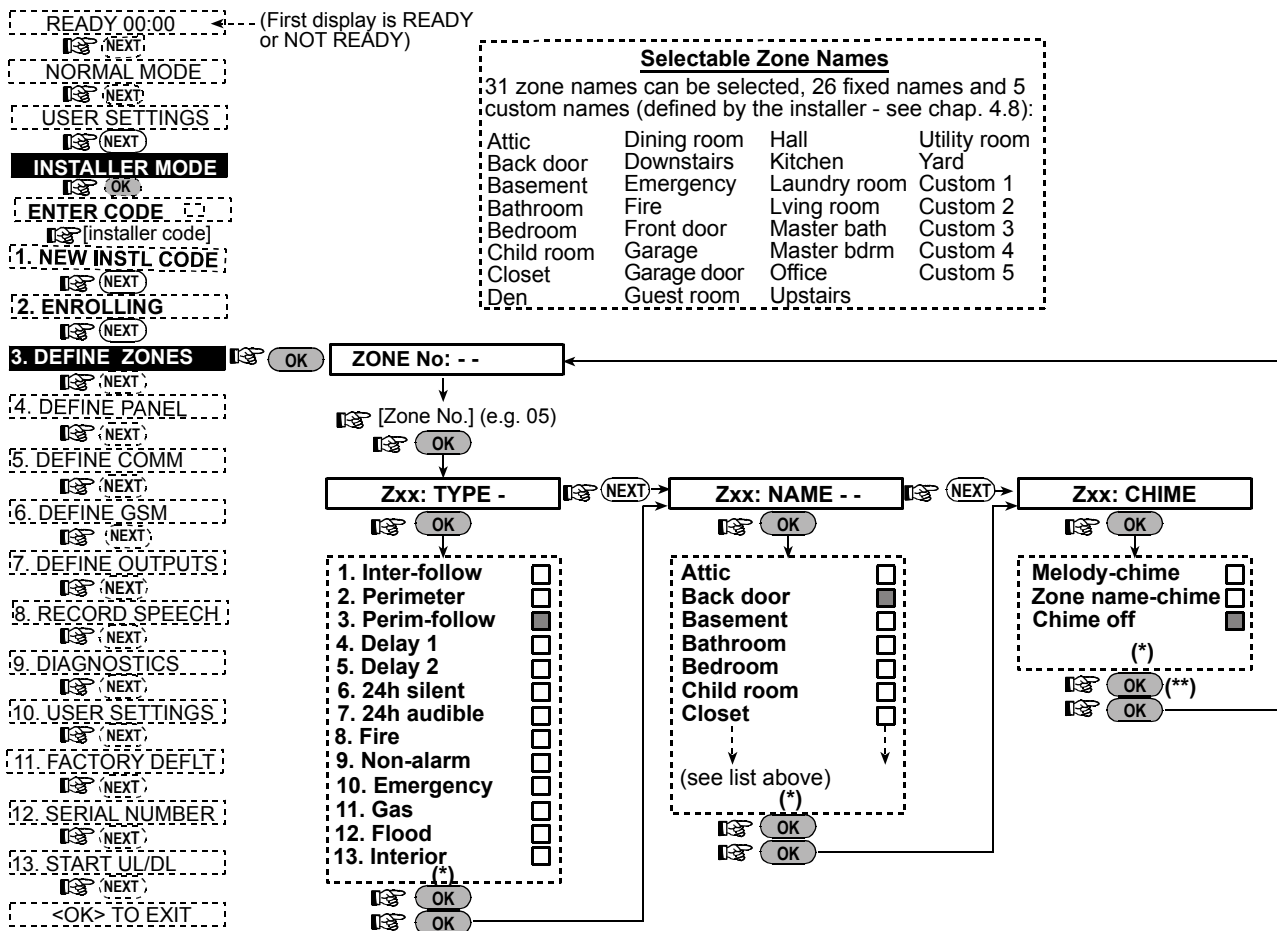 READY 00:00
(First display is READY
or NOT READY)
NEXT
NORMAL MODE
NEXT
USER SETTINGS
NEXT
INSTALLER MODE
OK
ENTER CODE
[installer code]
1. NEW INSTL CODE
NEXT
2. ENROLLING
NEXT
3. DEFINE ZONES
NEXT
4. DEFINE PANEL
NEXT
5. DEFINE COMM
NEXT
6. DEFINE GSM
NEXT
7. DEFINE OUTPUTS
NEXT
8. RECORD SPEECH
NEXT
9. DIAGNOSTICS
NEXT
10. USER SETTINGS
NEXT
11. FACTORY DEFLT
NEXT
12. SERIAL NUMBER
NEXT
13. START UL/DL
NEXT
<OK> TO EXIT
Selectable Zone Names
31 zone names can be selected, 26 fixed names and 5
custom names (defined by the installer - see chap. 4.8):
Attic
Back door
Basement
Bathroom
Bedroom
Child room
Closet
Den
Dining room
Downstairs
Emergency
Fire
Front door
Garage
Garage door
Guest room
Hall
Kitchen
Laundry room
Lving room
Master bath
Master bdrm
Office
Upstairs
Utility room
Yard
Custom 1
Custom 2
Custom 3
Custom 4
Custom 5
OK
ZONE No: - -
[Zone No.] (e.g. 05)
OK
Zxx: TYPE -
OK
1. Inter-follow
2. Perimeter
3. Perim-follow
4. Delay 1
5. Delay 2
6. 24h silent
7. 24h audible
8. Fire
9. Non-alarm
10. Emergency
11. Gas
12. Flood
13. Interior
(*)
OK
OK
NEXT
Zxx: NAME - -
OK
Attic
Back door
Basement
Bathroom
Bedroom
Child room
Closet
(see list above)
(*)
OK
OK
NEXT
Zxx: CHIME
OK
Melody-chime
Zone name-chime
Chime off
(*)
OK (**)
OK